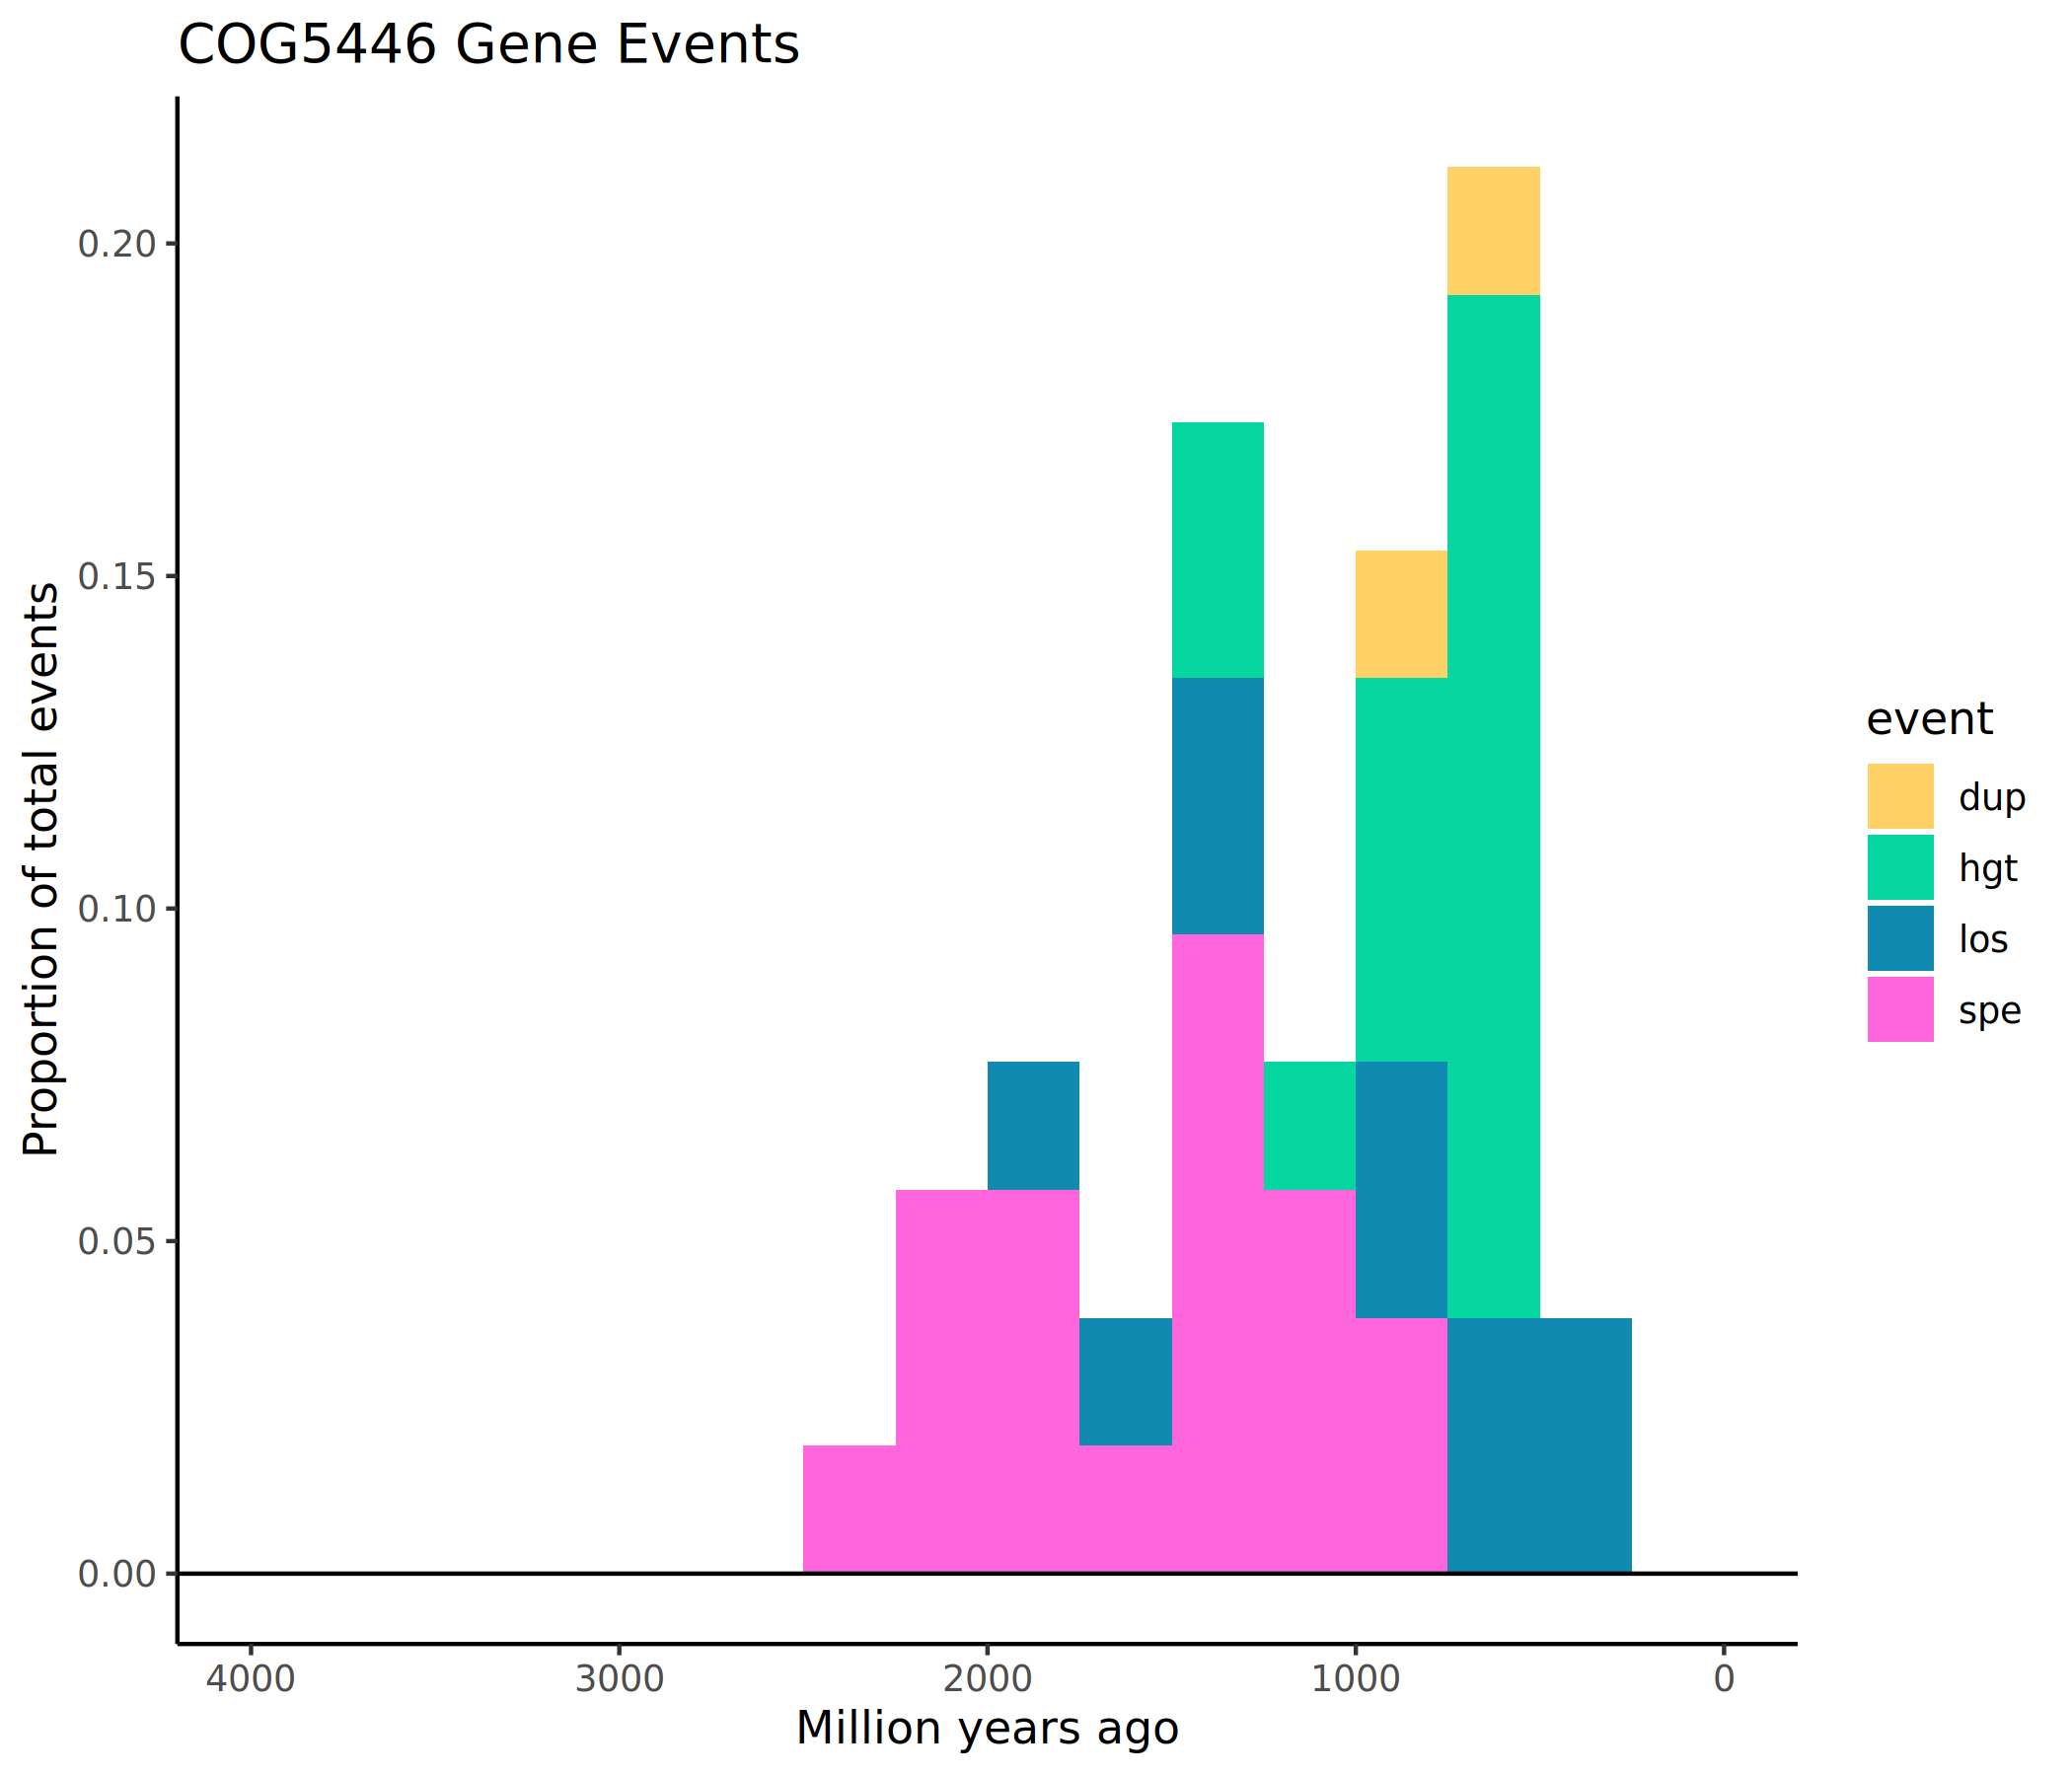 COG5446 Gene Events
Proportion of total events
0.20
0.15
0.10
0.05
0.00
4000 3000 2000 1000 0
Million years ago
event
dup
hgt
los
spe